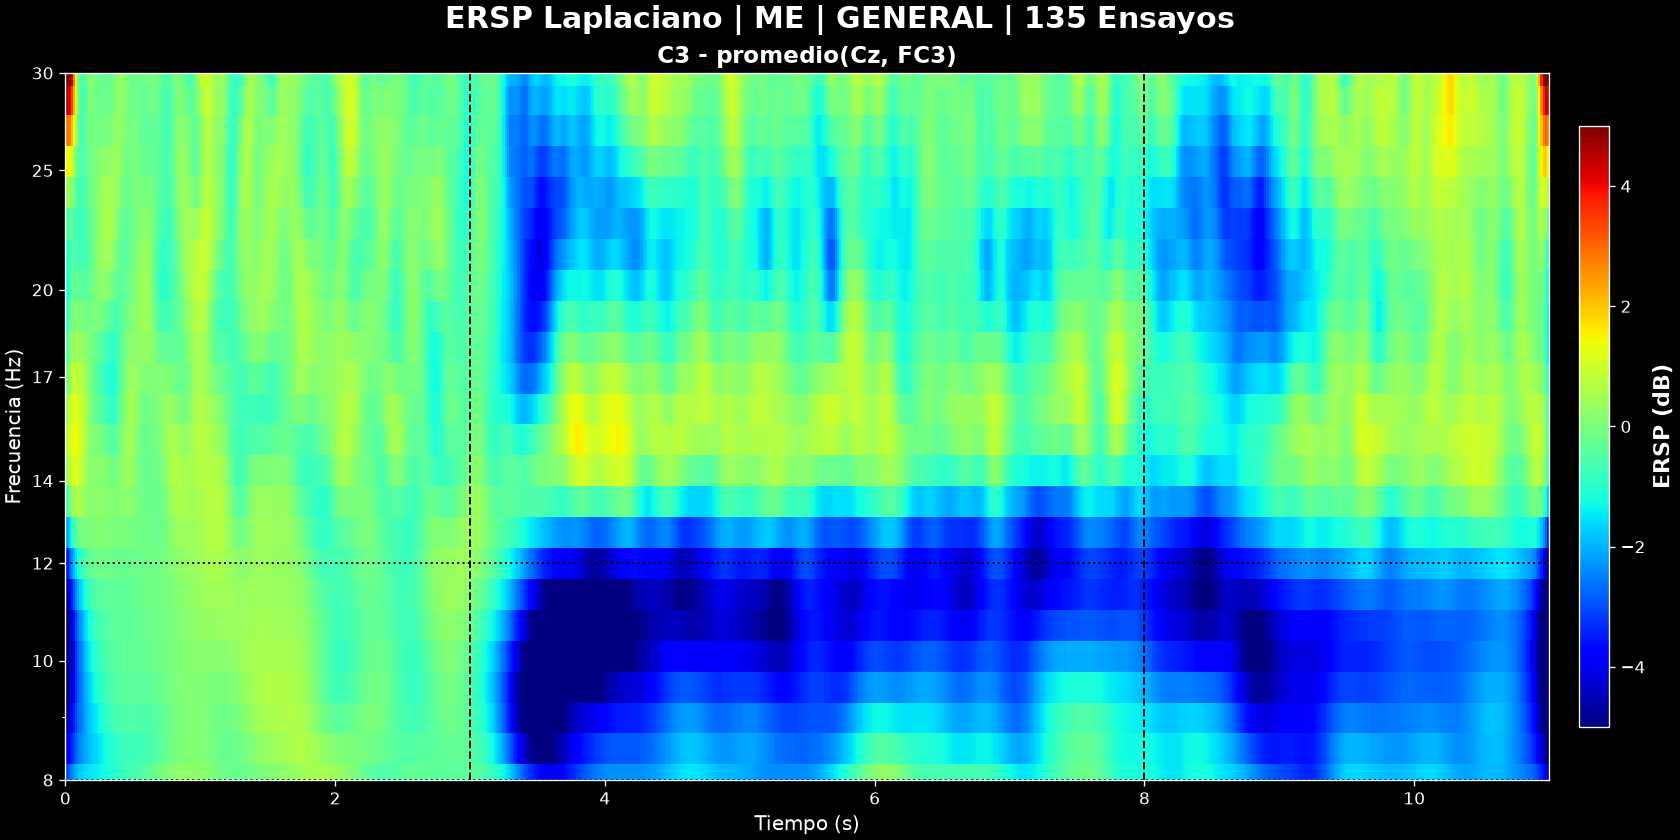 ERSP Laplaciano | ME | GENERAL | 135 Ensayos
C3 - promedio(Cz, FC3)
30
25
20
17
14
12
10
8
Frecuencia (Hz)
0 2 4 6 8 10
Tiempo (s)
4
2
0
−2
−4
ERSP (dB)